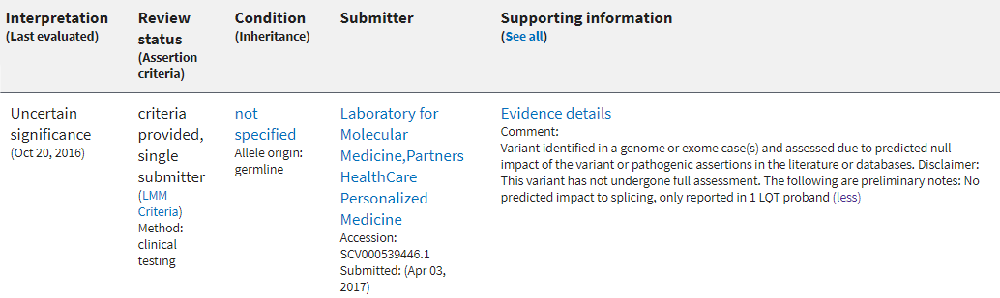 Interpretation
(Last evaluated)
Review
status
(Assertion
criteria)
Condition
(Inheritance)
Submitter
Supporting information
(See all)
Uncertain
significance
(Oct 20, 2016)
criteria
provided,
single
submitter
(LMM
Criteria)
Method:
clinical
testing
not
specified
Allele origin:
germline
Laboratory for
Molecular
Medicine,Partners
HealthCare
Personalized
Medicine
Accession:
SCV000539446.1
Submitted: (Apr 03,
2017)
Evidence details
Comment:
Variant identified in a genome or exome case(s) and assessed due to predicted null
impact of the variant or pathogenic assertions in the literature or databases. Disclaimer:
This variant has not undergone full assessment. The following are preliminary notes: No
predicted impact to splicing, only reported in 1 LQT proband (less)